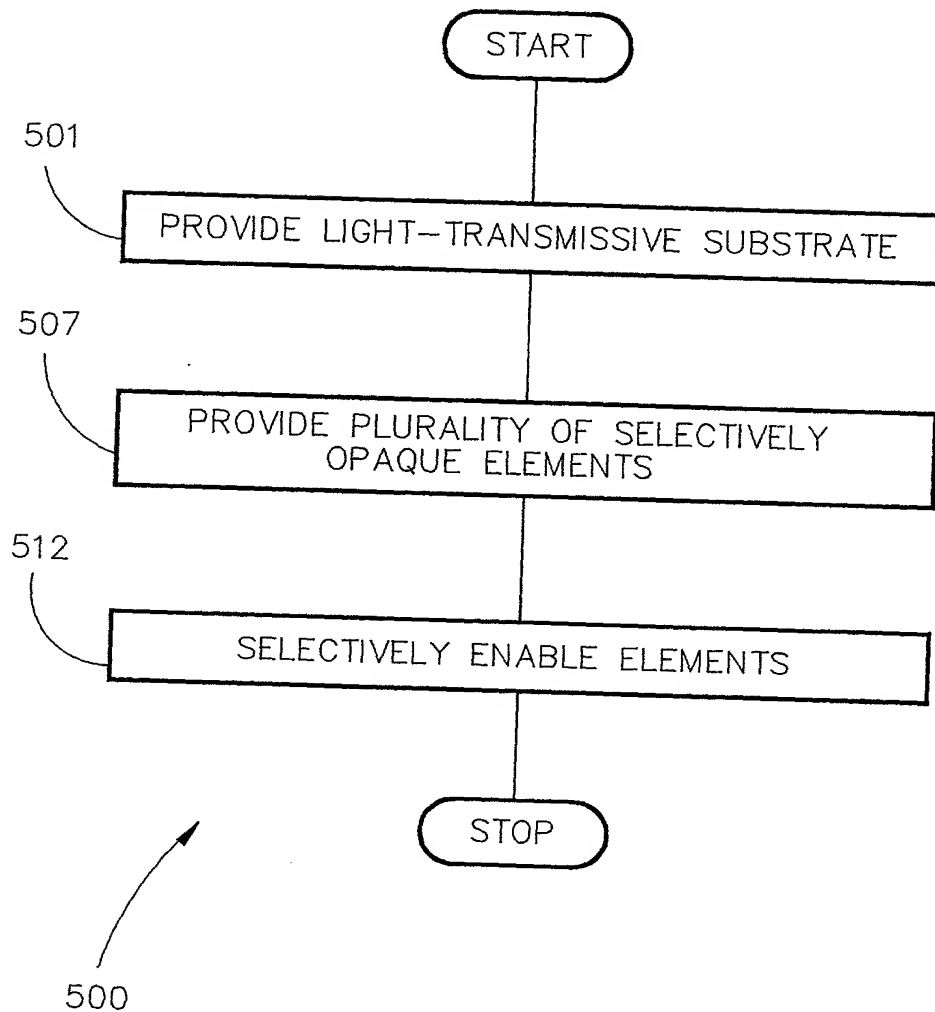 START
501
PROVIDE LIGHT-TRANSMISSIVE SUBSTRATE
507
PROVIDE PLURALITY OF SELECTIVELY
OPAQUE ELEMENTS
512
SELECTIVELY ENABLE ELEMENTS
STOP
500